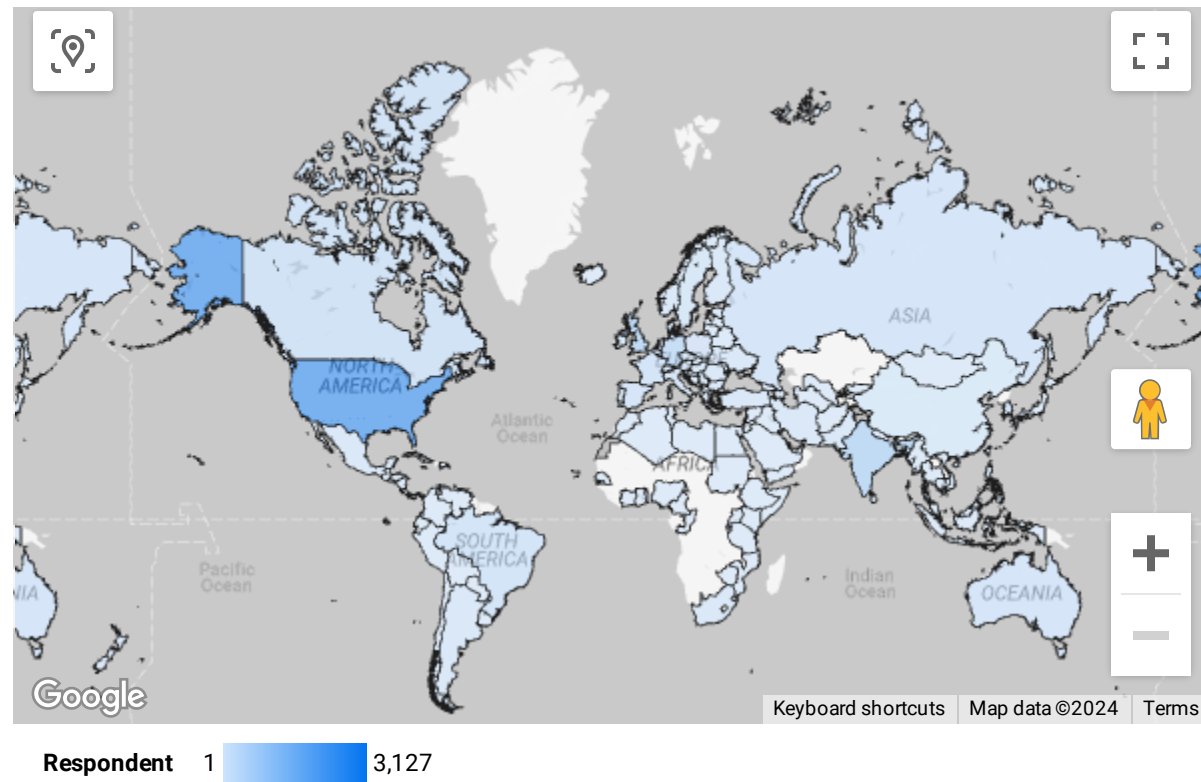 ASIA
NORTH
AMERICA
Atlantic
Ocean
AFRICA
SOUTH
AMERICA
Pacific
Ocean
Indian
Ocean
NIA
OCEANIA
Google
Keyboard shortcuts
Map data ©2024
Terms
Respondent 1 3,127